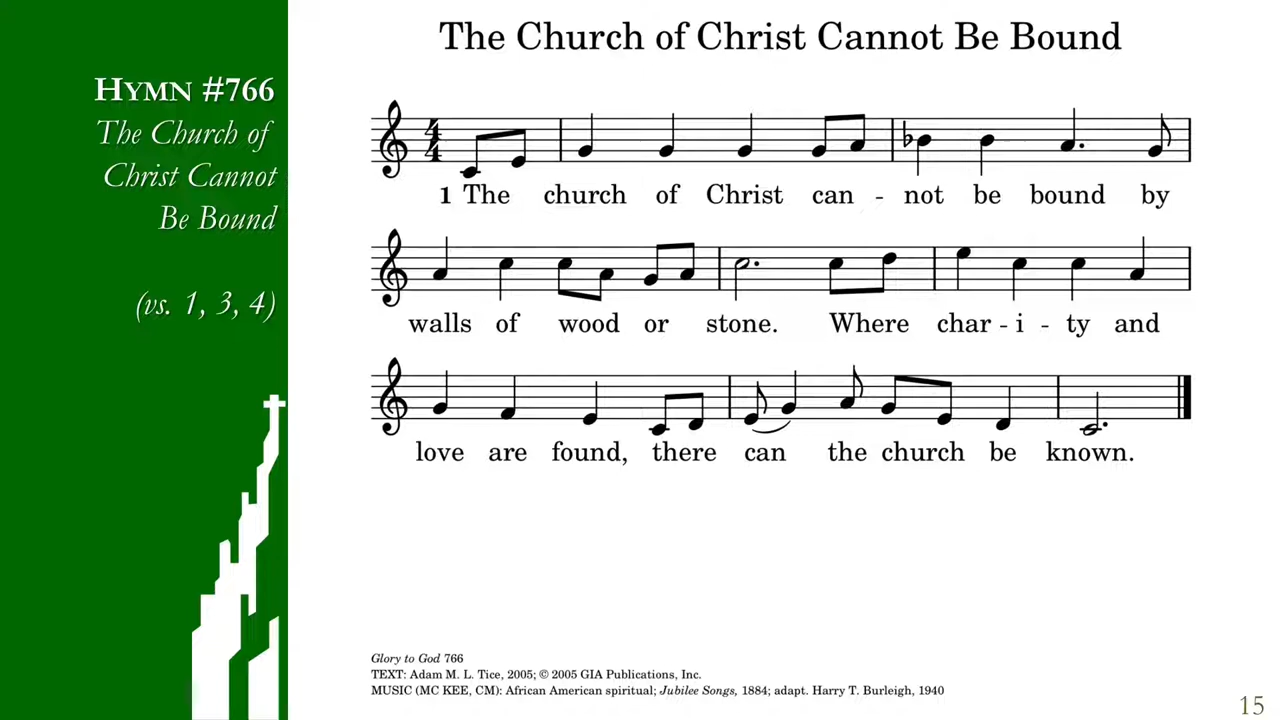 HYMN #766
The Church of
Christ Cannot
Be Bound
(vs. 1, 3, 4)
The Church of Christ Cannot Be Bound
1 The church of Christ can - not be bound by
walls of wood or stone. Where char - i - ty and
love are found, there can the church be known.
Glory to God 766
TEXT: Adam M. L. Tice, 2005; © 2005 GIA Publications, Inc.
MUSIC (MC KEE, CM): African American spiritual; Jubilee Songs, 1884; adapt. Harry T. Burleigh, 1940
15